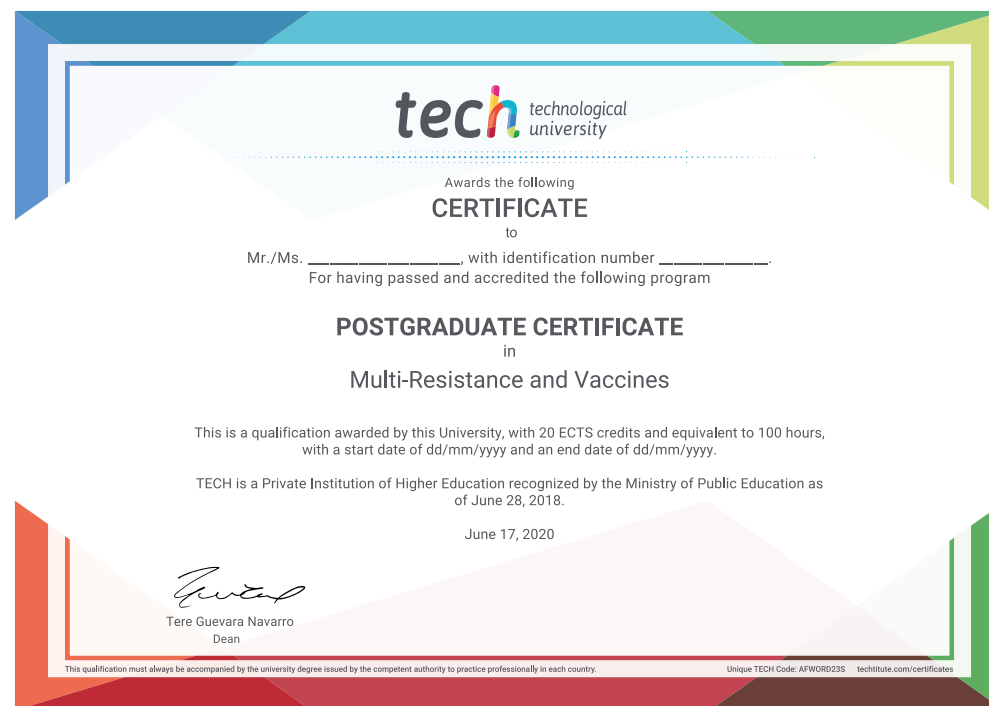 tech technological
university
Awards the following
CERTIFICATE
to
Mr./Ms. ____________________, with identification number ______________.
For having passed and accredited the following program
POSTGRADUATE CERTIFICATE
in
Multi-Resistance and Vaccines
This is a qualification awarded by this University, with 20 ECTS credits and equivalent to 100 hours,
with a start date of dd/mm/yyyy and an end date of dd/mm/yyyy.
TECH is a Private Institution of Higher Education recognized by the Ministry of Public Education as
of June 28, 2018.
June 17, 2020
Tere Guevara Navarro
Dean
This qualification must always be accompanied by the university degree issued by the competent authority to practice professionally in each country. Unique TECH Code: AFWORD23S techtitute.com/certificates